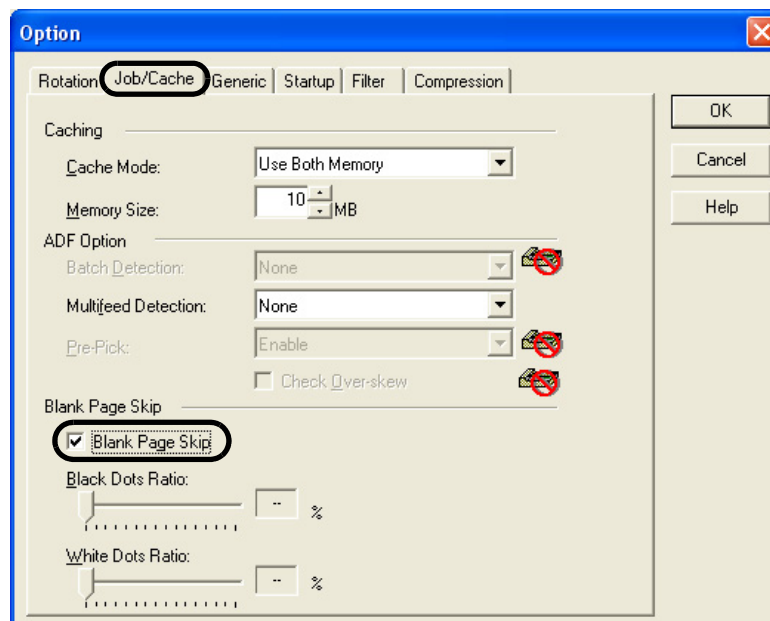 Option
Rotation Job/Cache Generic Startup Filter Compression
OK
Caching
Cache Mode: Use Both Memory
Cancel
Memory Size: 10 MB
Help
ADF Option
Batch Detection: None
Multifeed Detection: None
Pre-Pick: Enable
Check Over-skew
Blank Page Skip
Blank Page Skip
Black Dots Ratio:
-- %
White Dots Ratio:
-- %